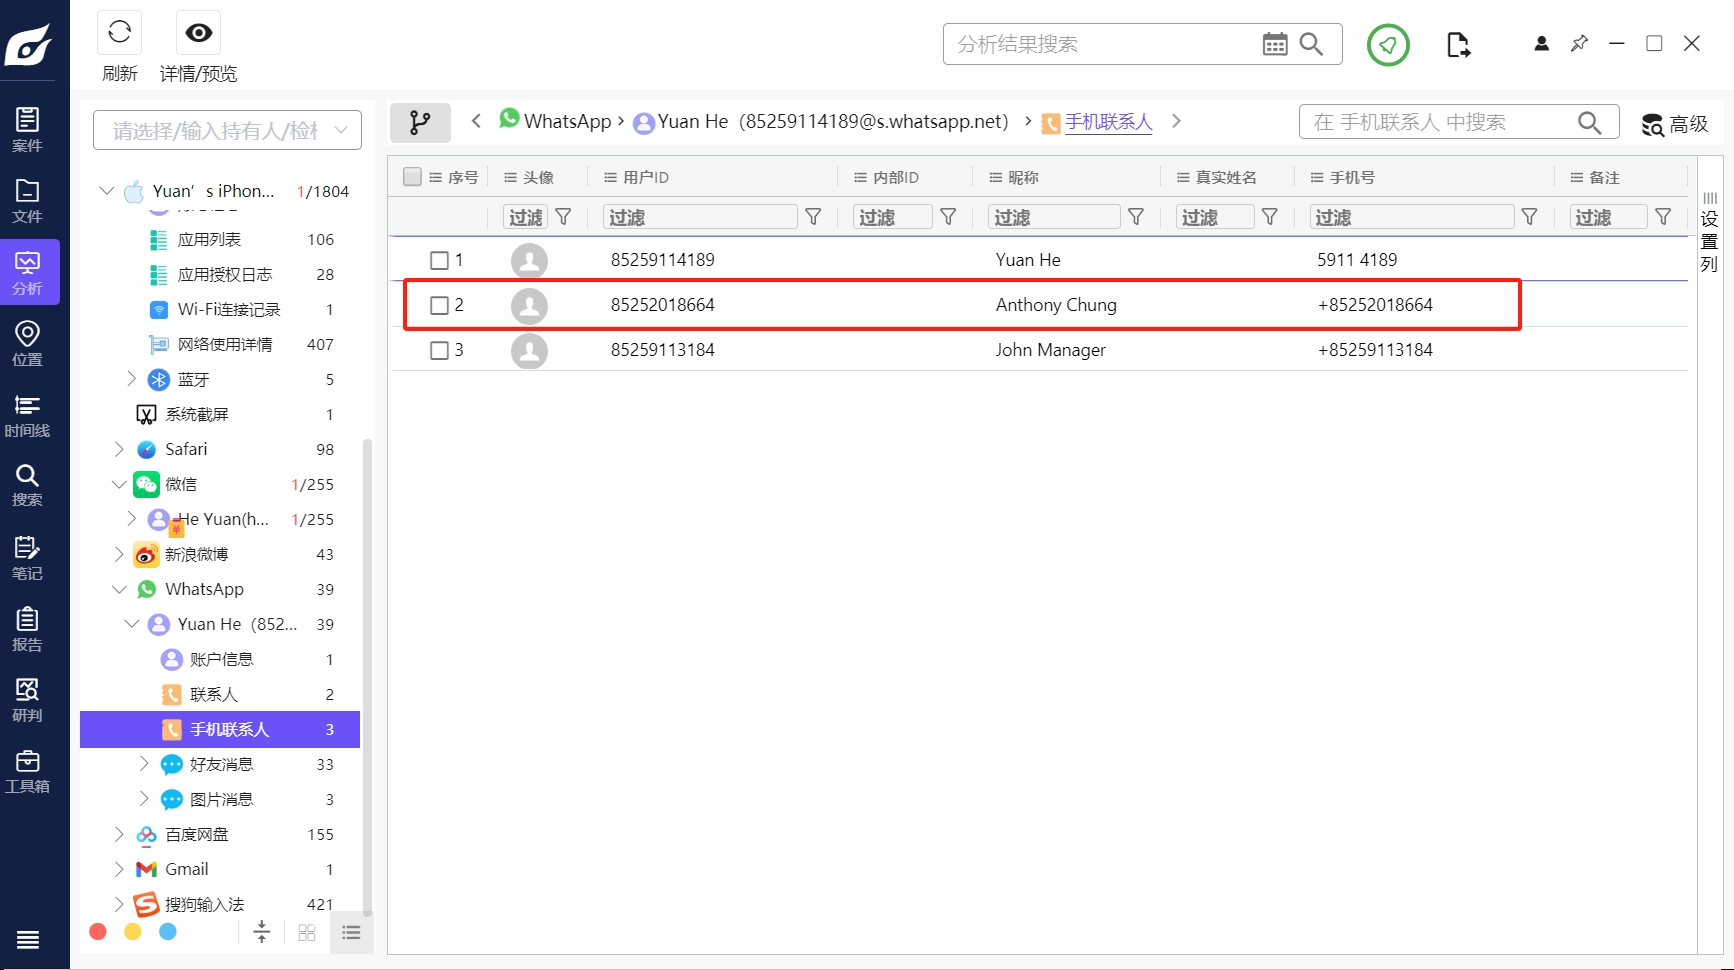 刷新
详情/预览
分析结果搜索
案件
文件
分析
位置
时间线
搜索
笔记
报告
研判
工具箱
请选择/输入持有人/检材
Yuan’s iPhon... 1/1804
应用列表 106
应用授权日志 28
Wi-Fi连接记录 1
网络使用详情 407
蓝牙 5
系统截屏 1
Safari 98
微信 1/255
He Yuan(h... 1/255
新浪微博 43
WhatsApp 39
Yuan He（852... 39
账户信息 1
联系人 2
手机联系人 3
好友消息 33
图片消息 3
百度网盘 155
Gmail 1
搜狗输入法 421
WhatsApp › Yuan He（85259114189@s.whatsapp.net） › 手机联系人
在 手机联系人 中搜索
高级
序号 头像 用户ID 内部ID 昵称 真实姓名 手机号 备注
过滤 过滤 过滤 过滤 过滤 过滤 过滤
1 85259114189 Yuan He 5911 4189
2 85252018664 Anthony Chung +85252018664
3 85259113184 John Manager +85259113184
设置列